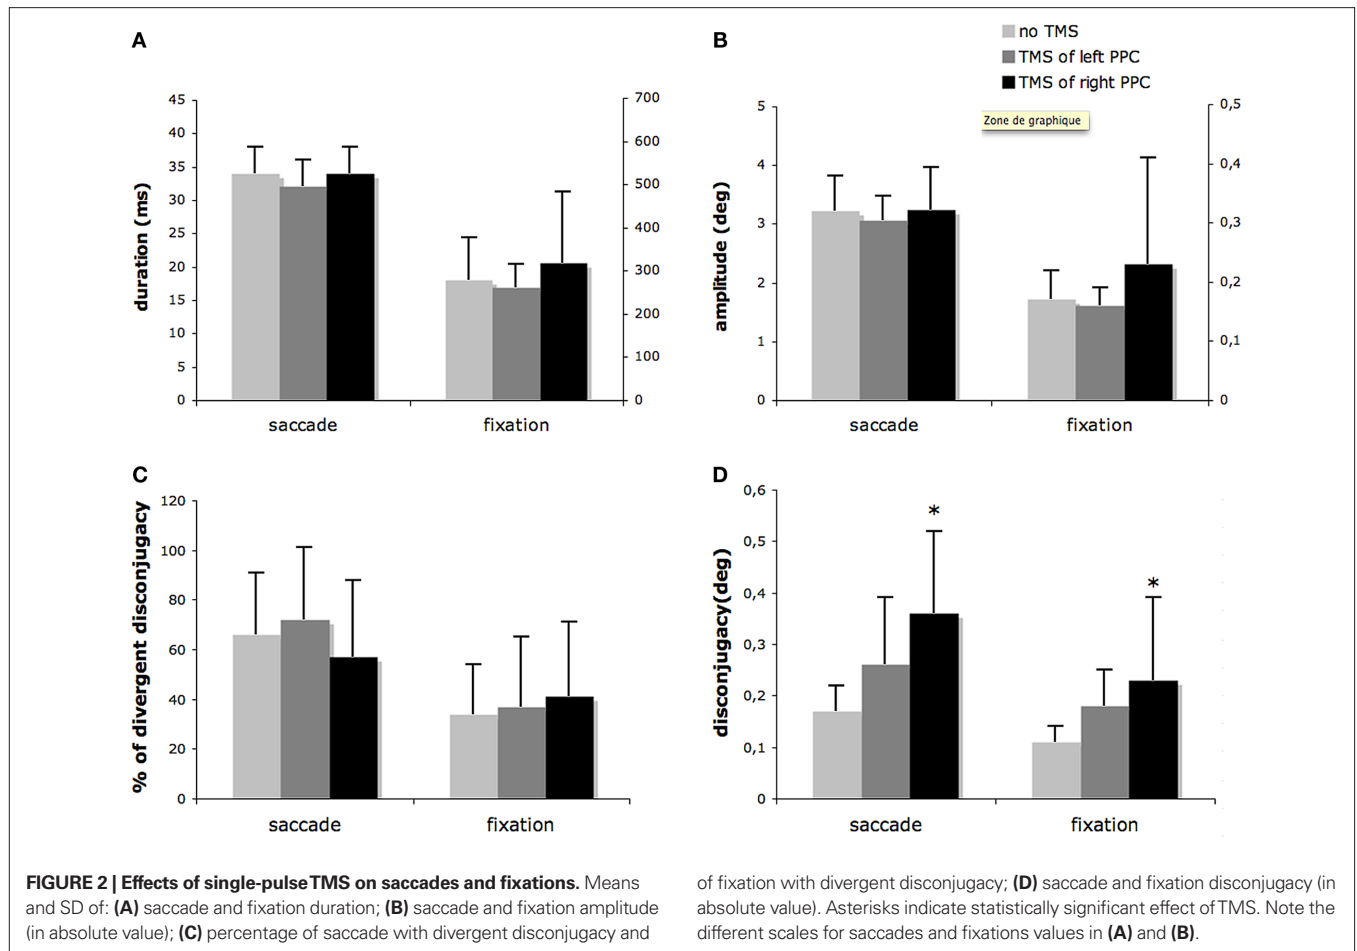 A
duration (ms)
45
40
35
30
25
20
15
10
5
0
700
600
500
400
300
200
100
0
saccade
fixation
B
no TMS
TMS of left PPC
TMS of right PPC
Zone de graphique
amplitude (deg)
5
4
3
2
1
0
0,5
0,4
0,3
0,2
0,1
0
saccade
fixation
C
% of divergent disconjugacy
120
100
80
60
40
20
0
saccade
fixation
D
disconjugacy(deg)
0,6
0,5
0,4
0,3
0,2
0,1
0
*
*
saccade
fixation
FIGURE 2 | Effects of single-pulse TMS on saccades and fixations. Means
and SD of: (A) saccade and fixation duration; (B) saccade and fixation amplitude
(in absolute value); (C) percentage of saccade with divergent disconjugacy and
of fixation with divergent disconjugacy; (D) saccade and fixation disconjugacy (in
absolute value). Asterisks indicate statistically significant effect of TMS. Note the
different scales for saccades and fixations values in (A) and (B).